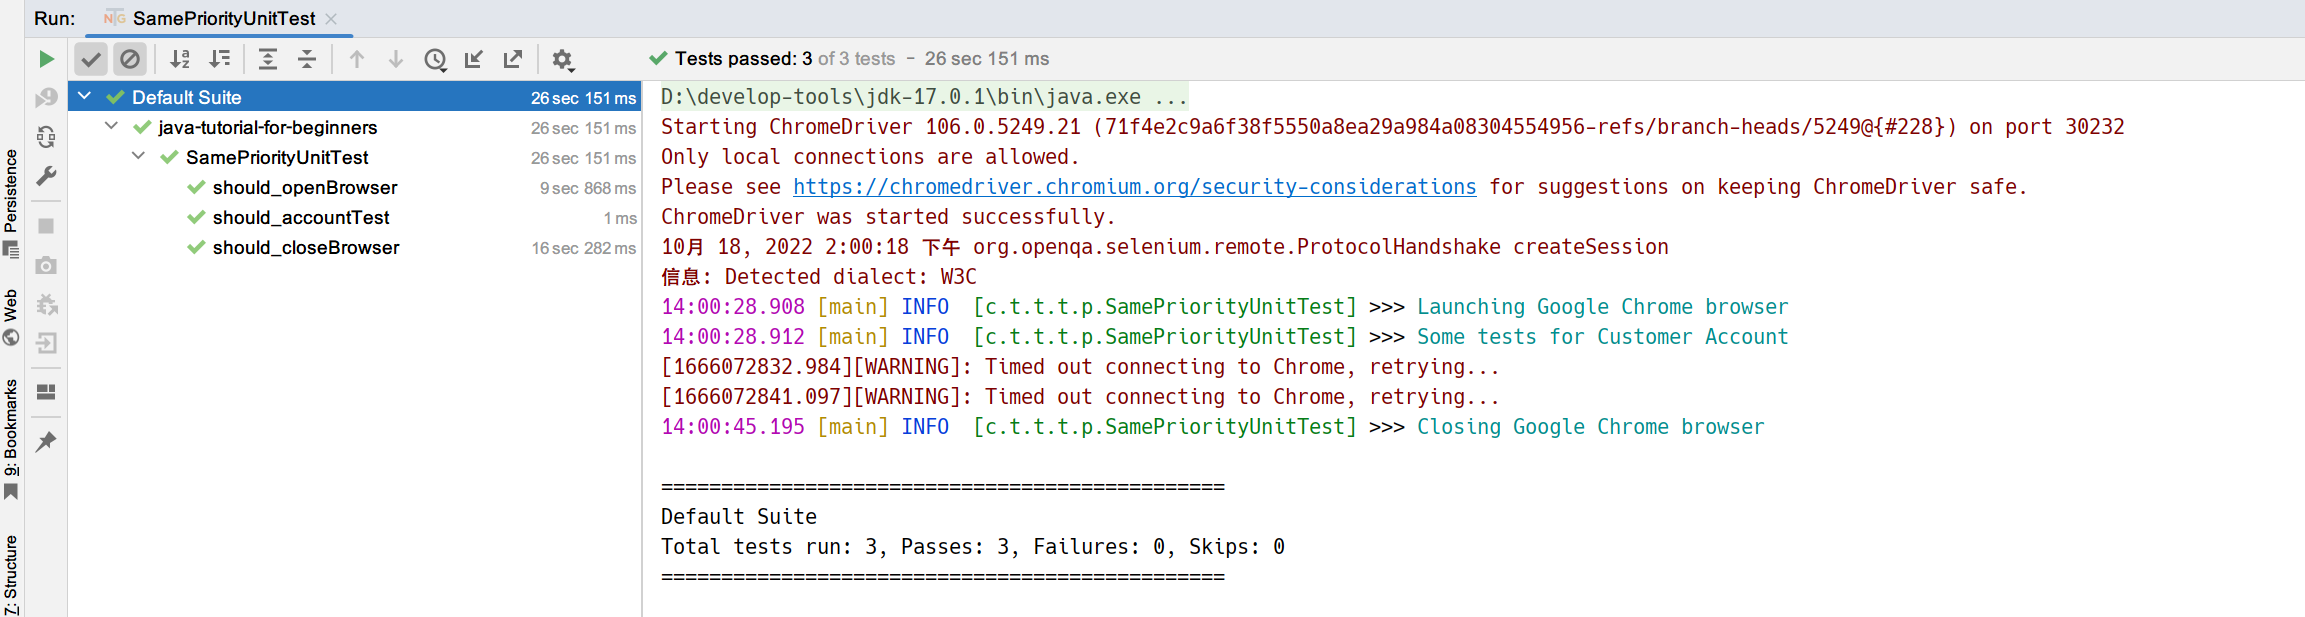 Run: SamePriorityUnitTest
Tests passed: 3 of 3 tests – 26 sec 151 ms
Default Suite 26 sec 151 ms
java-tutorial-for-beginners 26 sec 151 ms
SamePriorityUnitTest 26 sec 151 ms
should_openBrowser 9 sec 868 ms
should_accountTest 1 ms
should_closeBrowser 16 sec 282 ms
D:\develop-tools\jdk-17.0.1\bin\java.exe ...
Starting ChromeDriver 106.0.5249.21 (71f4e2c9a6f38f5550a8ea29a984a08304554956-refs/branch-heads/5249@{#228}) on port 30232
Only local connections are allowed.
Please see https://chromedriver.chromium.org/security-considerations for suggestions on keeping ChromeDriver safe.
ChromeDriver was started successfully.
10月 18, 2022 2:00:18 下午 org.openqa.selenium.remote.ProtocolHandshake createSession
信息: Detected dialect: W3C
14:00:28.908 [main] INFO  [c.t.t.t.p.SamePriorityUnitTest] >>> Launching Google Chrome browser
14:00:28.912 [main] INFO  [c.t.t.t.p.SamePriorityUnitTest] >>> Some tests for Customer Account
[1666072832.984][WARNING]: Timed out connecting to Chrome, retrying...
[1666072841.097][WARNING]: Timed out connecting to Chrome, retrying...
14:00:45.195 [main] INFO  [c.t.t.t.p.SamePriorityUnitTest] >>> Closing Google Chrome browser
===============================================
Default Suite
Total tests run: 3, Passes: 3, Failures: 0, Skips: 0
===============================================
Persistence
Web
9: Bookmarks
7: Structure